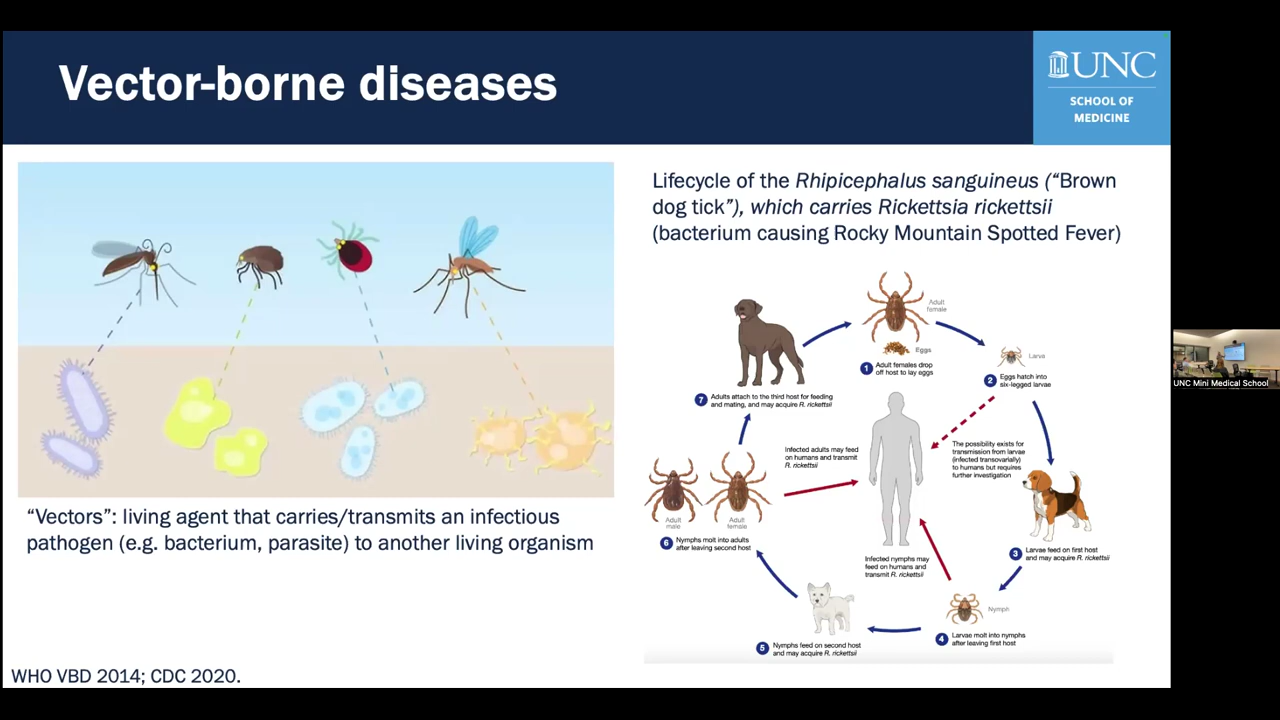 Vector-borne diseases
UNC
SCHOOL OF
MEDICINE
Lifecycle of the Rhipicephalus sanguineus (“Brown
dog tick”), which carries Rickettsia rickettsii
(bacterium causing Rocky Mountain Spotted Fever)
Adult
female
Eggs
1 Adult females drop
off host to lay eggs
Larva
2 Eggs hatch into
six-legged larvae
7 Adults attach to the third host for feeding
and mating, and may acquire R. rickettsii
Infected adults may feed
on humans and transmit
R. rickettsii
The possibility exists for
transmission from larvae
(infected transovarially)
to humans but requires
further investigation
Adult
male
Adult
female
6 Nymphs molt into adults
after leaving second host
3 Larvae feed on first host
and may acquire R. rickettsii
Infected nymphs may
feed on humans and
transmit R. rickettsii
Nymph
4 Larvae molt into nymphs
after leaving first host
5 Nymphs feed on second host
and may acquire R. rickettsii
“Vectors”: living agent that carries/transmits an infectious
pathogen (e.g. bacterium, parasite) to another living organism
WHO VBD 2014; CDC 2020.
UNC Mini Medical School